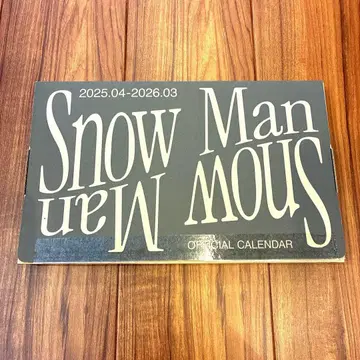 2025.04-2026.03
Snow Man
Snow Man
OFFICIAL CALENDAR